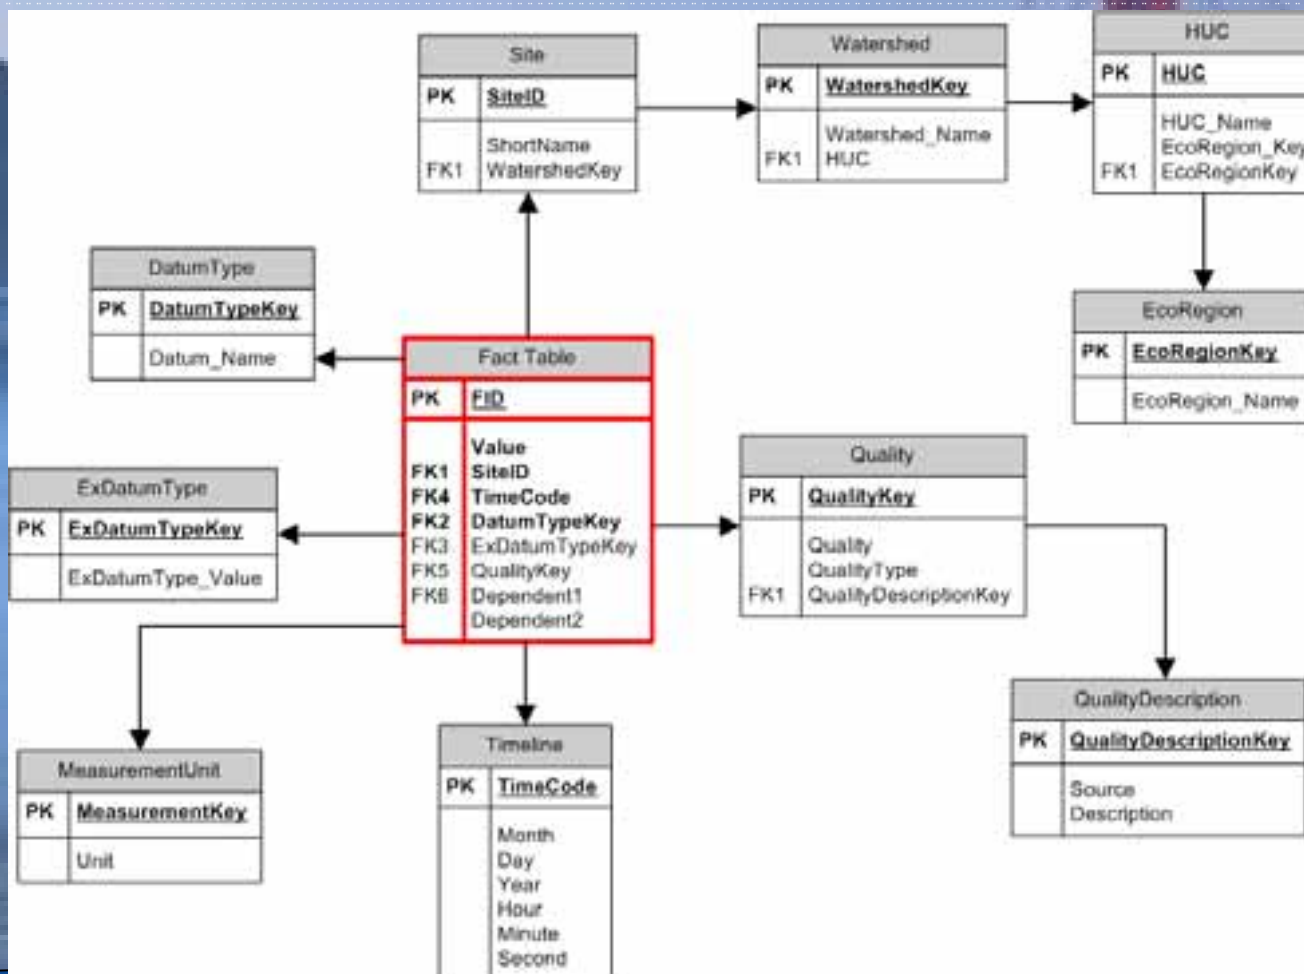 Site
PK SiteID
ShortName
FK1 WatershedKey
Watershed
PK WatershedKey
Watershed_Name
FK1 HUC
HUC
PK HUC
HUC_Name
EcoRegion_Key
FK1 EcoRegionKey
DatumType
PK DatumTypeKey
Datum_Name
Fact Table
PK FID
Value
FK1 SiteID
FK4 TimeCode
FK2 DatumTypeKey
FK3 ExDatumTypeKey
FK5 QualityKey
FK6 Dependent1
Dependent2
EcoRegion
PK EcoRegionKey
EcoRegion_Name
ExDatumType
PK ExDatumTypeKey
ExDatumType_Value
Quality
PK QualityKey
Quality
QualityType
FK1 QualityDescriptionKey
MeasurementUnit
PK MeasurementKey
Unit
Timeline
PK TimeCode
Month
Day
Year
Hour
Minute
Second
QualityDescription
PK QualityDescriptionKey
Source
Description